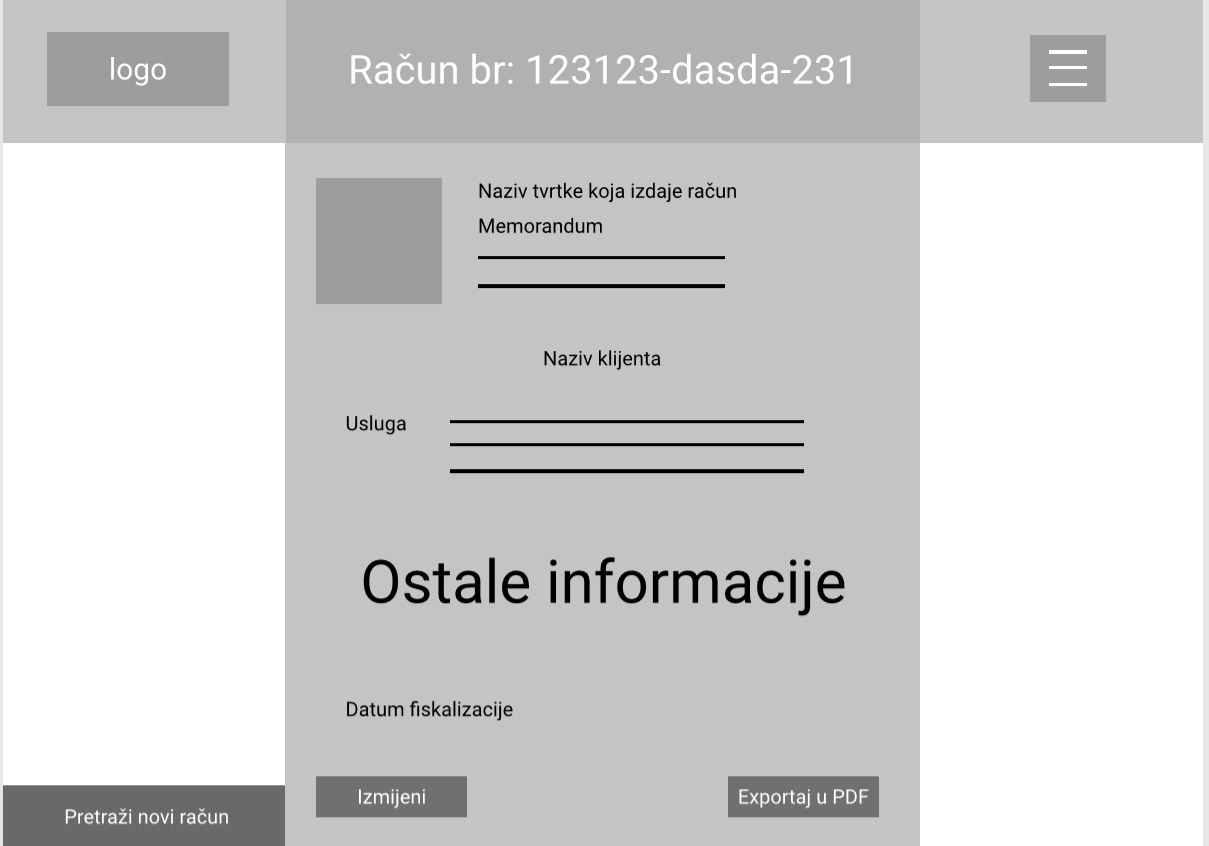 logo
Račun br: 123123-dasda-231
Naziv tvrtke koja izdaje račun
Memorandum
Naziv klijenta
Usluga
Ostale informacije
Datum fiskalizacije
Izmijeni
Exportaj u PDF
Pretraži novi račun